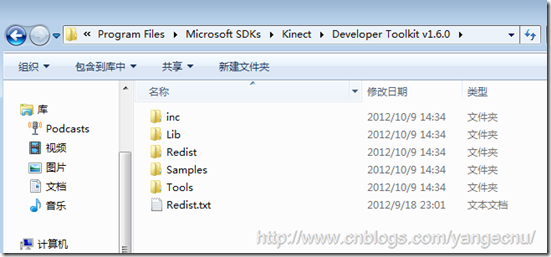 « Program Files ▸ Microsoft SDKs ▸ Kinect ▸ Developer Toolkit v1.6.0 ▸
组织 包含到库中 共享 新建文件夹
名称 修改日期 类型
库
Podcasts
视频
图片
文档
音乐
计算机
inc 2012/10/9 14:34 文件夹
Lib 2012/10/9 14:34 文件夹
Redist 2012/10/9 14:34 文件夹
Samples 2012/10/9 14:34 文件夹
Tools 2012/10/9 14:34 文件夹
Redist.txt 2012/9/18 23:01 文本文档
http://www.cnblogs.com/yangecnu/